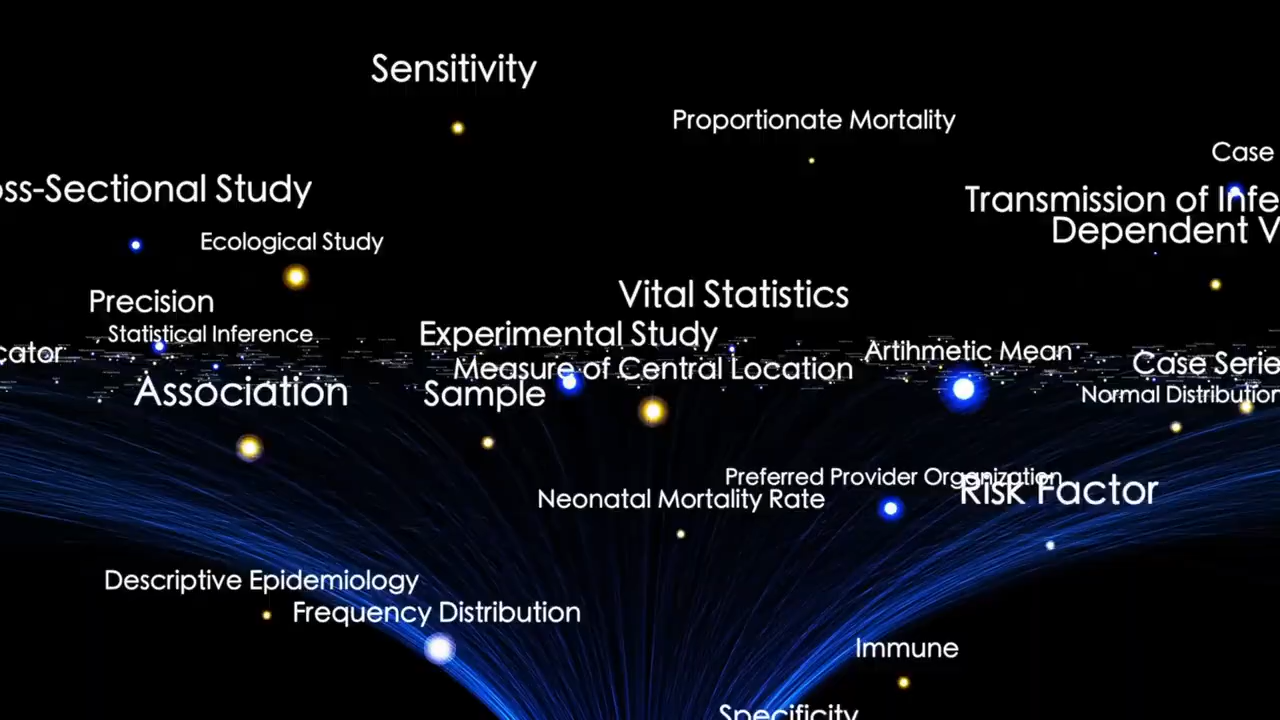 Sensitivity
Proportionate Mortality
Case
oss-Sectional Study
Transmission of Infe
Dependent V
Ecological Study
Vital Statistics
Precision
Statistical Inference
Experimental Study
cator
Artihmetic Mean
Case Serie
Measure of Central Location
Association
Sample
Normal Distribution
Preferred Provider Organization
Risk Factor
Neonatal Mortality Rate
Descriptive Epidemiology
Frequency Distribution
Immune
Specificity